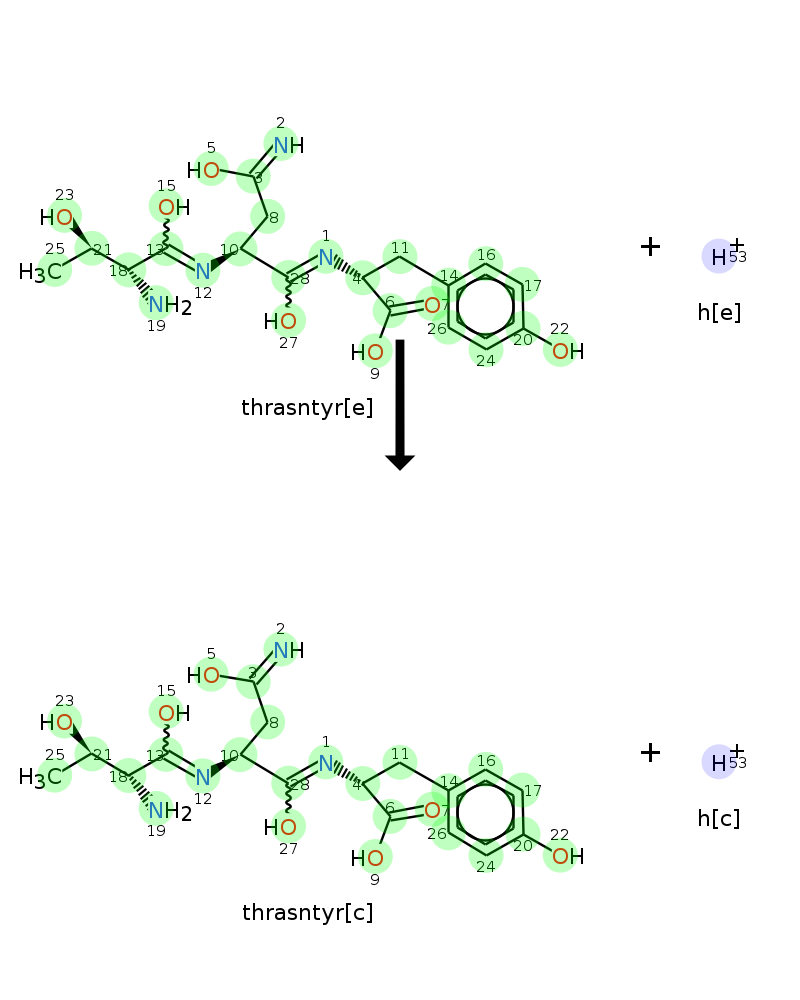 2
NH
5
HO
3
15
OH
23
HO
8
1
N
25
H3C
21
13
10
11
16
H+
53
18
N
12
28
4
14
17
NH2
19
6
O
7
h[e]
HO
27
26
20
22
OH
HO
9
24
thrasntyr[e]
+
2
NH
5
HO
3
15
OH
23
HO
8
1
N
25
H3C
21
13
10
11
16
+
H+
53
18
N
12
28
4
14
17
NH2
19
6
O
7
h[c]
HO
27
26
20
22
OH
HO
9
24
thrasntyr[c]